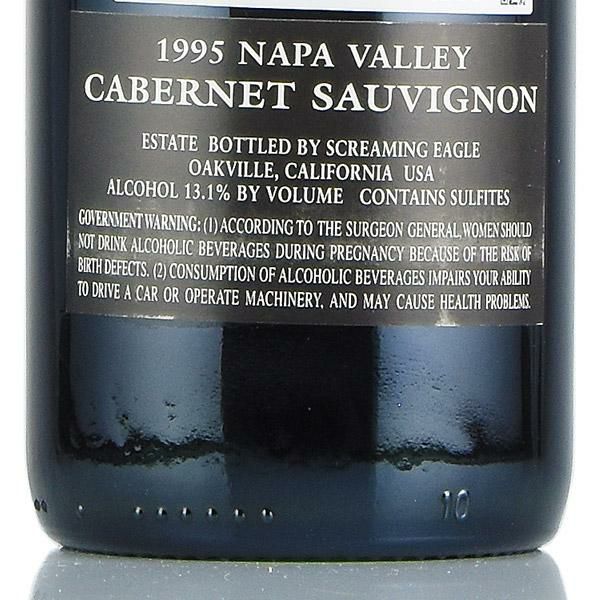 1995 NAPA VALLEY
CABERNET SAUVIGNON
ESTATE BOTTLED BY SCREAMING EAGLE
OAKVILLE, CALIFORNIA USA
ALCOHOL 13.1% BY VOLUME CONTAINS SULFITES
GOVERNMENT WARNING: (1) ACCORDING TO THE SURGEON GENERAL, WOMEN SHOULD
NOT DRINK ALCOHOLIC BEVERAGES DURING PREGNANCY BECAUSE OF THE RISK OF
BIRTH DEFECTS. (2) CONSUMPTION OF ALCOHOLIC BEVERAGES IMPAIRS YOUR ABILITY
TO DRIVE A CAR OR OPERATE MACHINERY, AND MAY CAUSE HEALTH PROBLEMS.
10